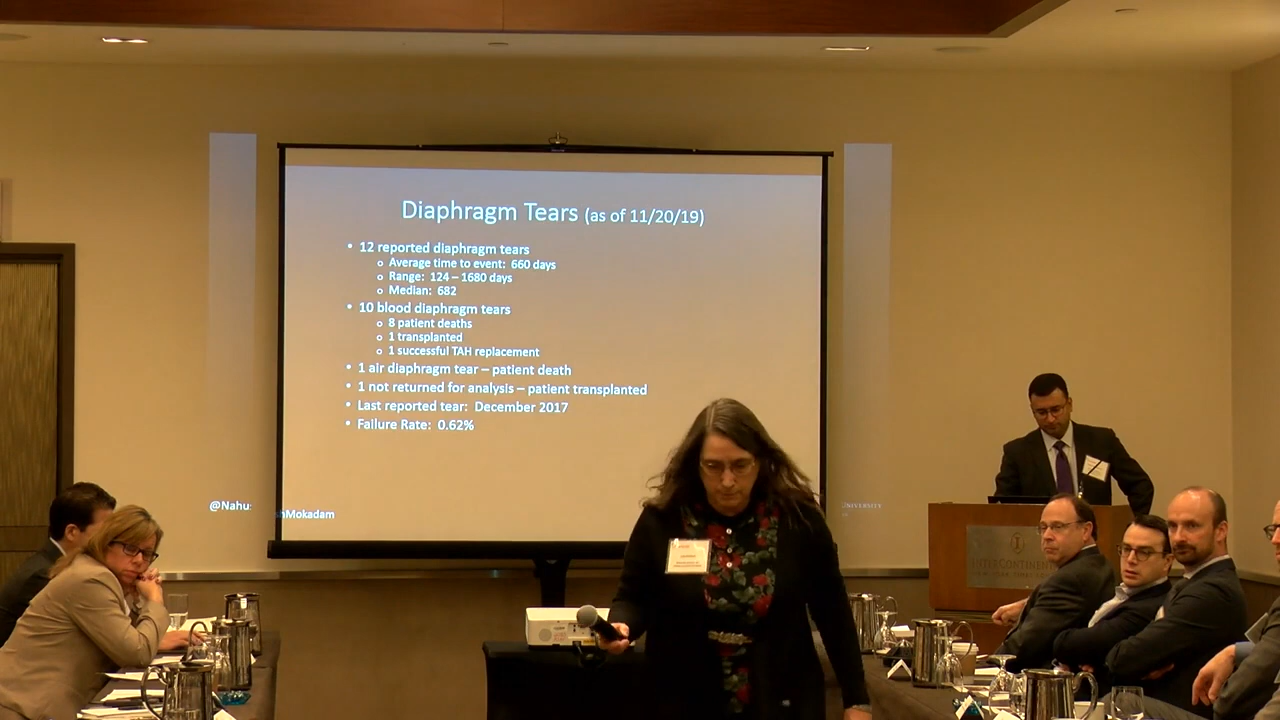 Diaphragm Tears (as of 11/20/19)
• 12 reported diaphragm tears
o Average time to event: 660 days
o Range: 124 – 1680 days
o Median: 682
• 10 blood diaphragm tears
o 8 patient deaths
o 1 transplanted
o 1 successful TAH replacement
• 1 air diaphragm tear – patient death
• 1 not returned for analysis – patient transplanted
• Last reported tear: December 2017
• Failure Rate: 0.62%
@Nahu
hMokadam
UNIVERSITY
INTERCONTINENT